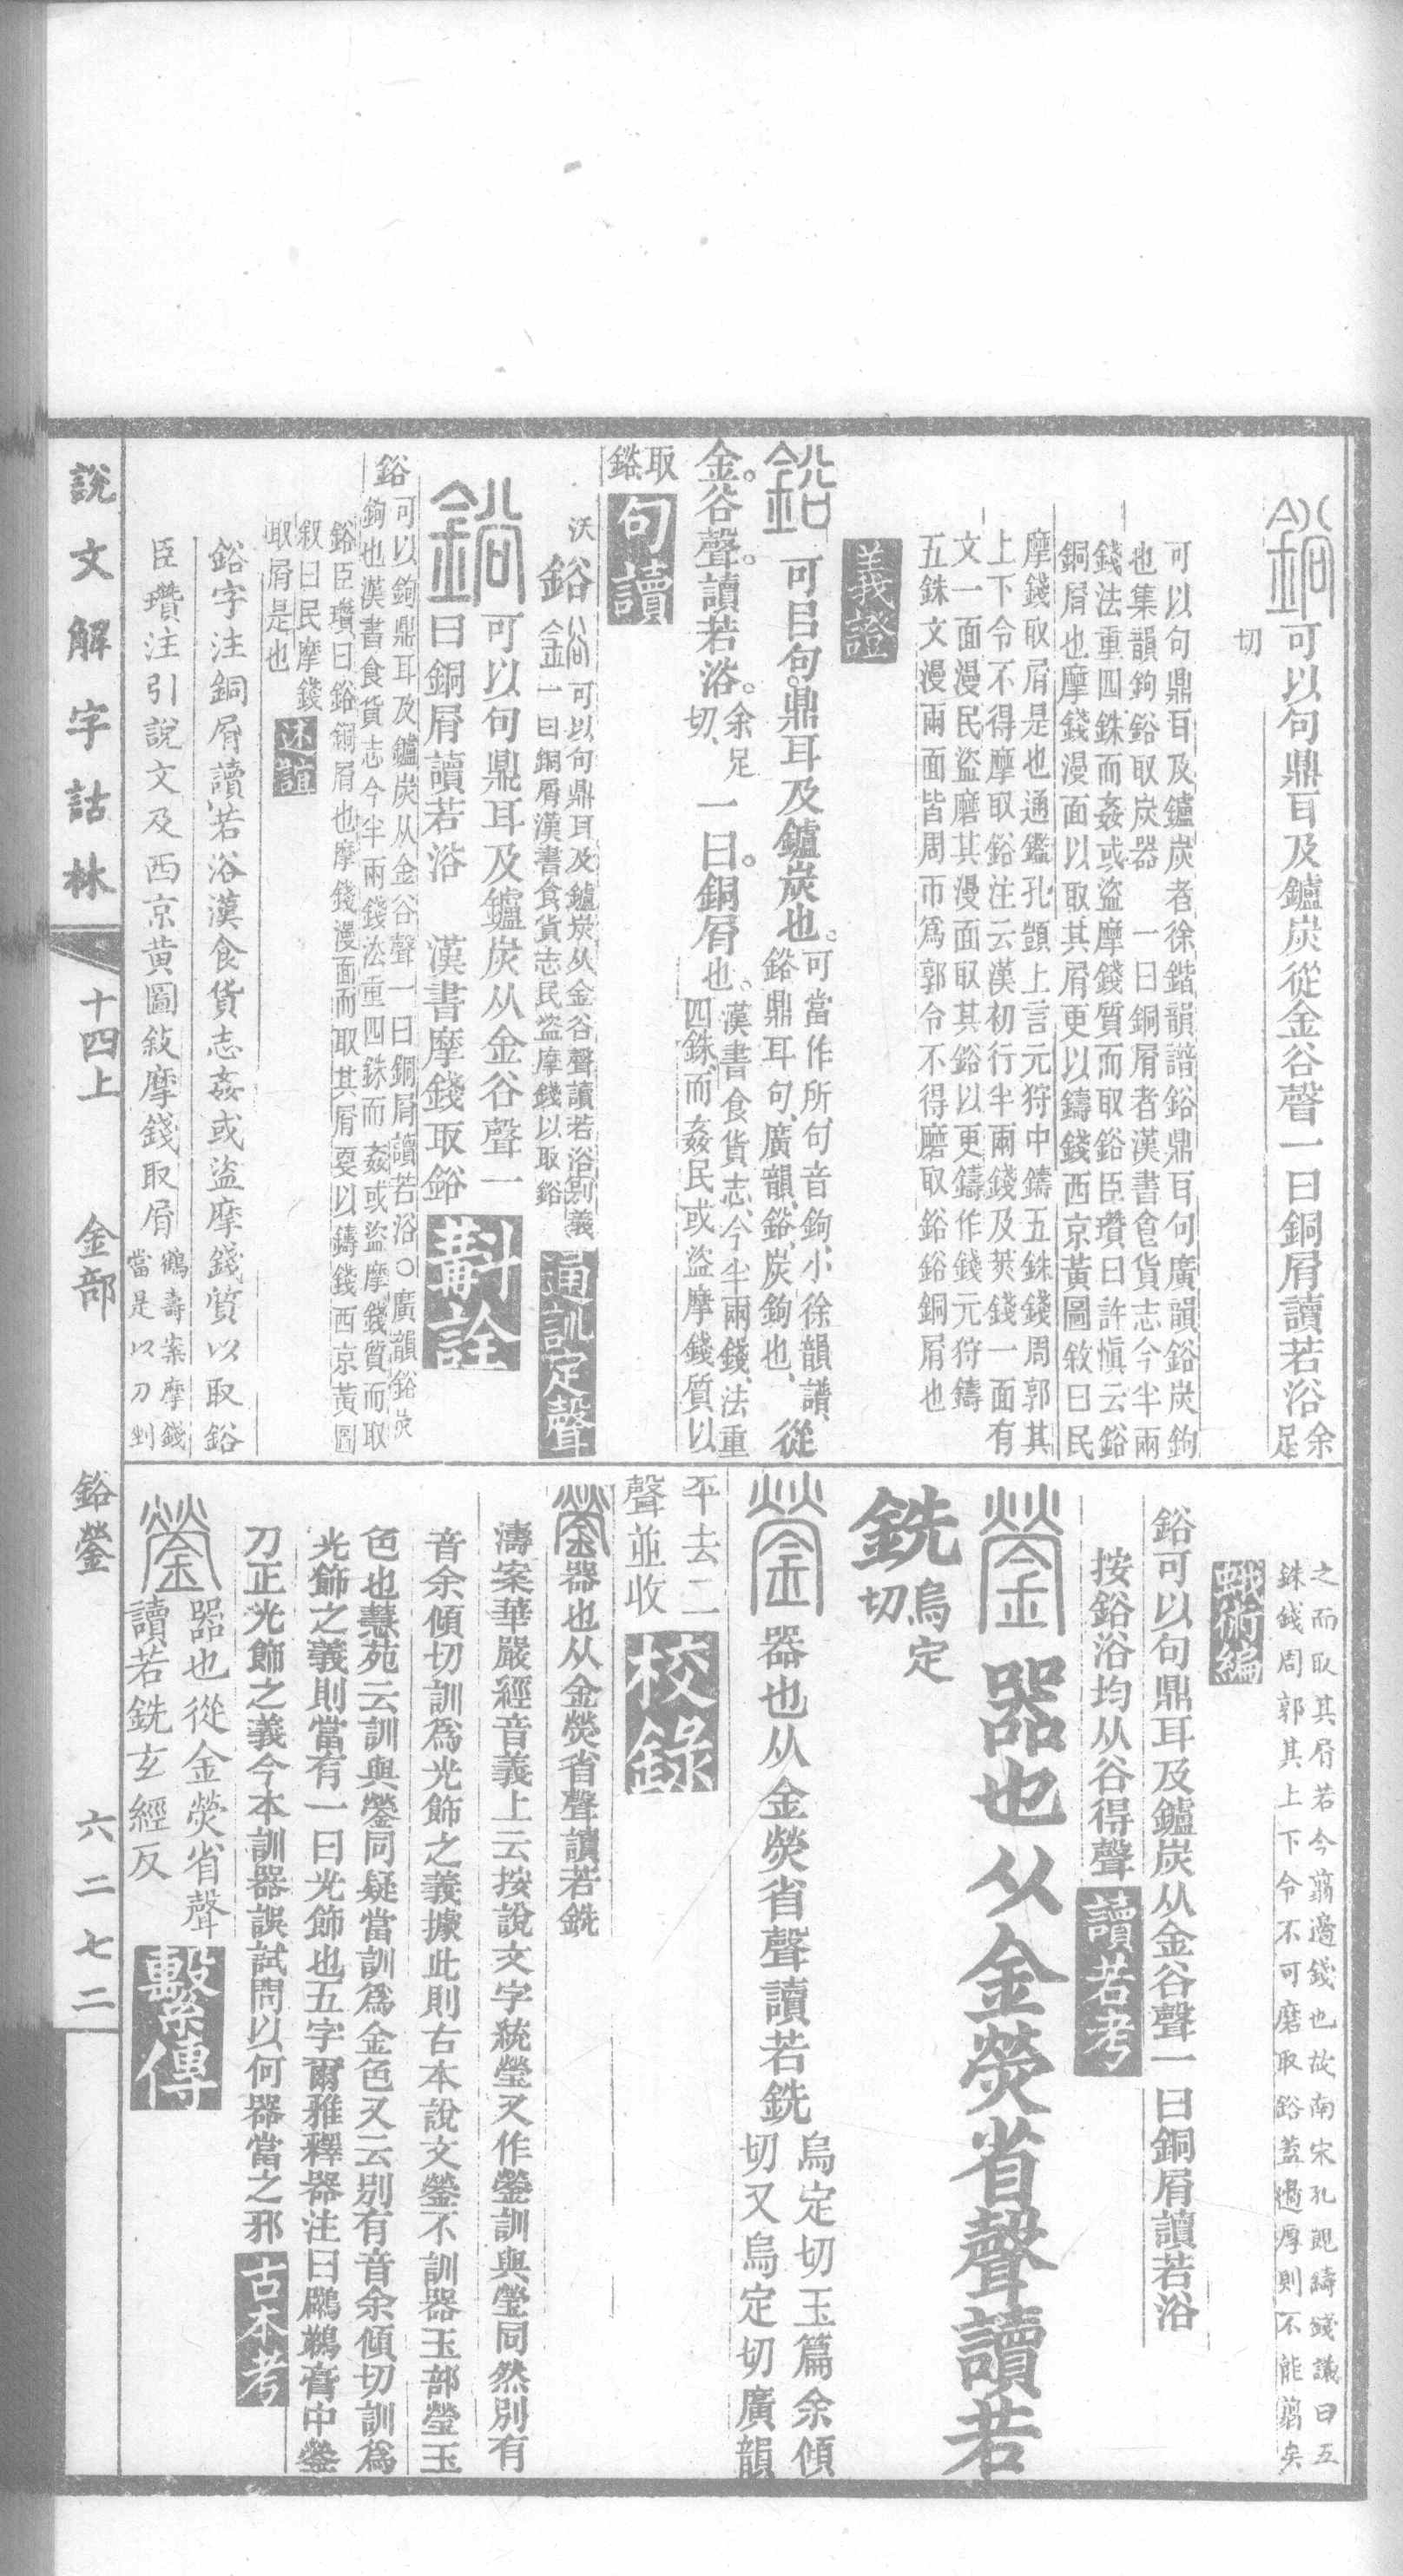 鋊可以句鼎耳及鑪炭從金谷聲一曰銅屑讀若浴余足
切
可以句鼎耳及鑪炭者徐鍇韻譜鋊鼎耳句廣韻鋊炭鉤
也集韻鉤鋊取炭器 一曰銅屑者漢書食貨志今半兩
錢法重四銖而姦或盜摩錢質而取鋊臣瓚曰許愼云鋊
銅屑也摩錢漫面以取其屑更以鑄錢西京黃圖敘曰民
摩錢取屑是也通鑑孔顗上言元狩中鑄五銖錢周郭其
上下令不得摩取鋊注云漢初行半兩錢及莢錢一面有
文一面漫民盜磨其漫面取其鋊以更鑄作錢元狩鑄
五銖文漫兩面皆周帀爲郭令不得磨取鋊鋊銅屑也
義證
鋊可㠯句鼎耳及鑪炭也可當作所句音鉤小徐韻譜
鋊鼎耳句廣韻鋊炭鉤也從
金谷聲讀若浴余足切一曰銅屑也漢書食貨志今半兩錢法重
四銖而姦民或盜摩錢質以
取鋊句讀
沃鋊可以句鼎耳及鑪炭从金谷聲讀若浴別義
一曰銅屑漢書食貨志民盜摩錢以取鋊通訓定聲
鋊可以句鼎耳及鑪炭从金谷聲一
曰銅屑讀若浴 漢書摩錢取鋊斠詮
鋊可以鉤鼎耳及鑪炭从金谷聲一曰銅屑讀若浴○廣韻鋊炭
鉤也漢書食貨志今半兩錢法重四銖而姦或盜摩錢質而取
鋊臣瓚曰鋊銅屑也摩錢漫面而取其屑更以鑄錢西京黃圖
敘曰民摩錢
取屑是也述誼
鋊字注銅屑讀若浴漢食貨志姦或盜摩錢質以取鋊
臣瓚注引說文及西京黃圖敍摩錢取屑鶴壽案摩錢
當是以刀剉
之而取其屑若今翦邊錢也故南宋孔覬鑄錢議曰五
銖錢周郭其上下令不可磨取鋊蓋邊厚則不能翦矣
蛾術編
鋊可以句鼎耳及鑪炭从金谷聲一曰銅屑讀若浴
按鋊浴均从谷得聲讀若考
鎣器也从金熒省聲讀若
銑烏定切
鎣器也从金熒省聲讀若銑烏定切玉篇余傾
切又烏定切廣韻
平去二
聲並收校錄
鎣器也从金熒省聲讀若銑
濤案華嚴經音義上云按說文字統瑩又作鎣訓與瑩同然別有
音余傾切訓爲光飾之義據此則古本說文鎣不訓器玉部瑩玉
色也慧苑云訓與鎣同疑當訓爲金色又云別有音余傾切訓爲
光飾之義則當有一曰光飾也五字爾雅釋器注曰鷿鵜膏中鎣
刀正光飾之義今本訓器誤試問以何器當之邪古本考
鎣器也從金熒省聲
讀若銑玄經反繫傳
說文解字詁林 十四上 金部 鋊鎣 六二七二